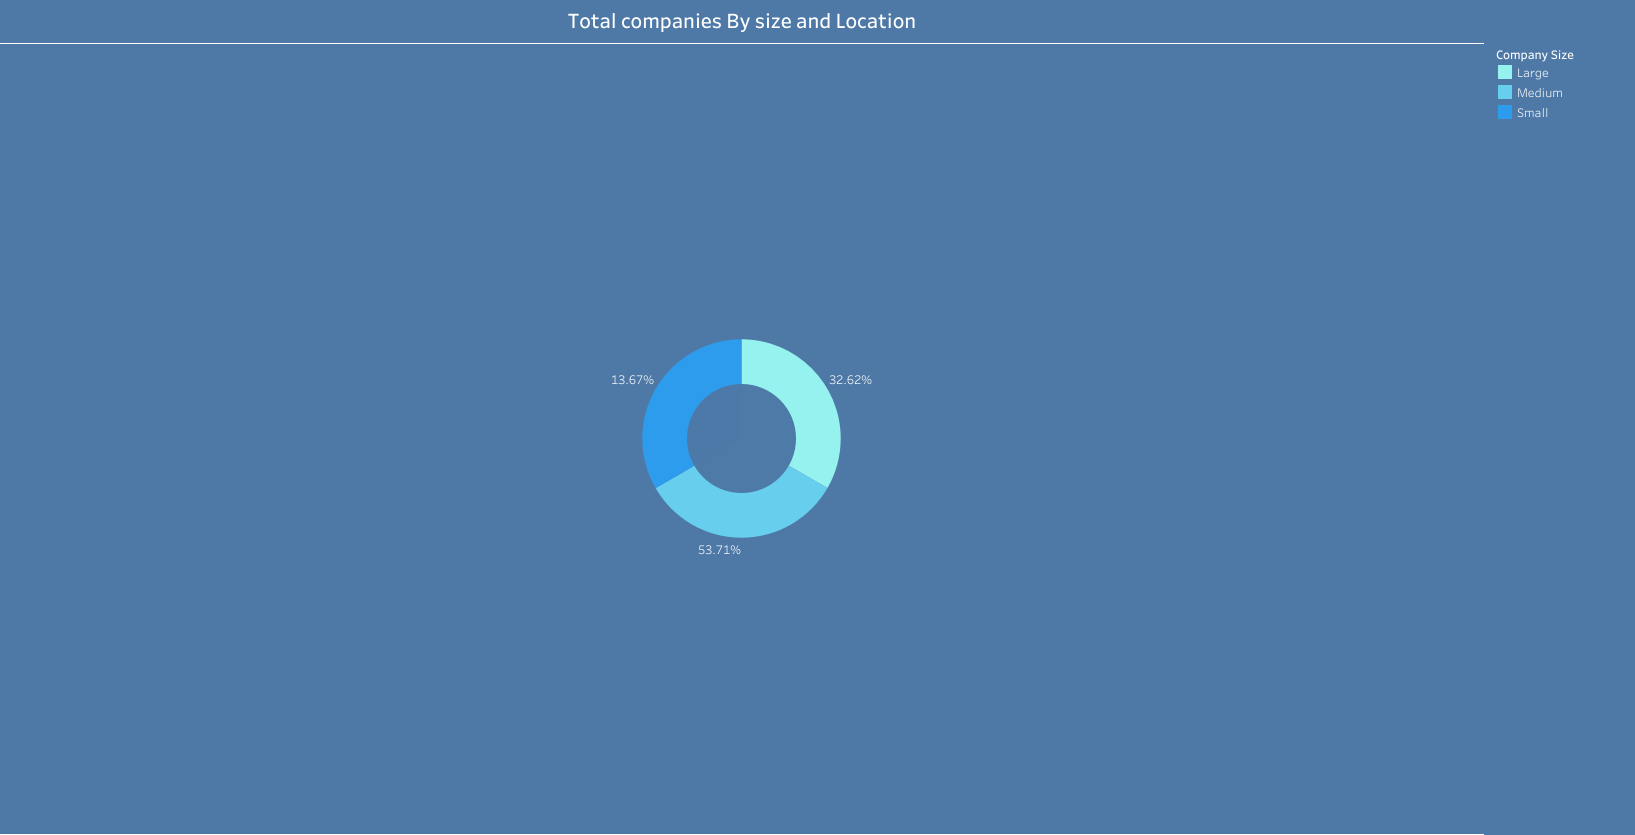 Total companies By size and Location
Company Size
Large
Medium
Small
13.67%
32.62%
53.71%